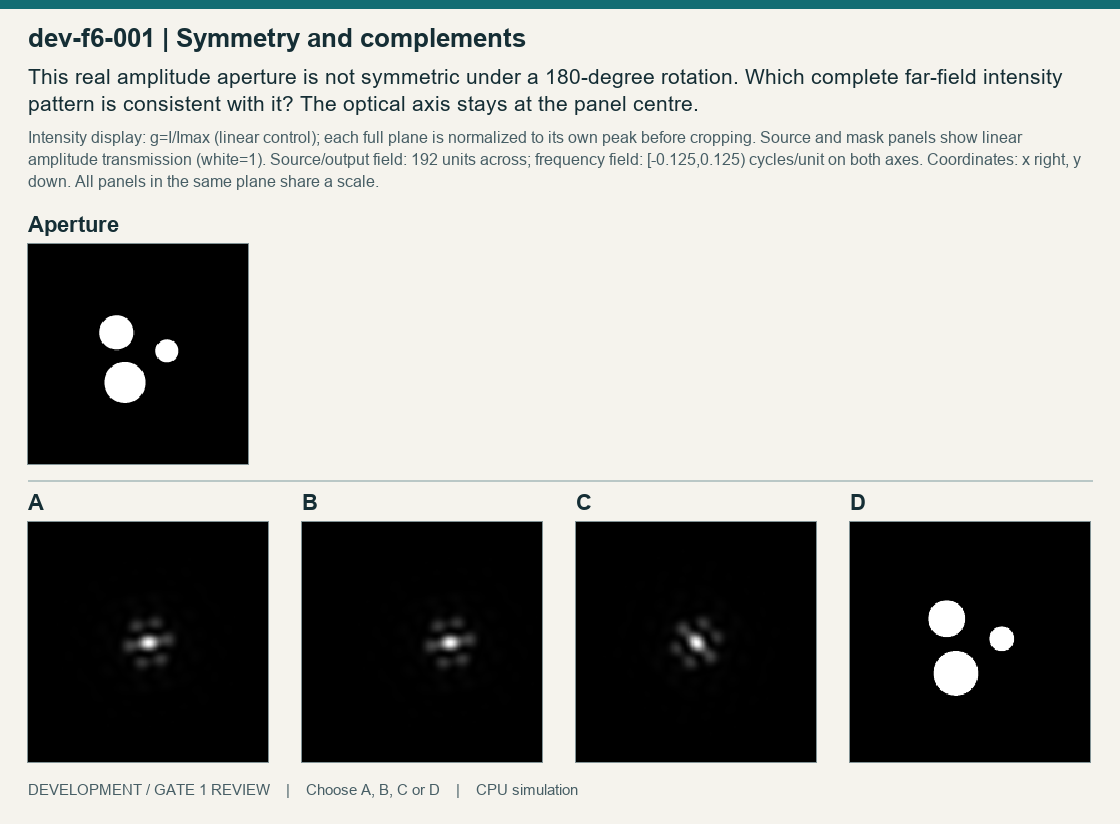 dev-f6-001 | Symmetry and complements
This real amplitude aperture is not symmetric under a 180-degree rotation. Which complete far-field intensity
pattern is consistent with it? The optical axis stays at the panel centre.
Intensity display: g=I/Imax (linear control); each full plane is normalized to its own peak before cropping. Source and mask panels show linear
amplitude transmission (white=1). Source/output field: 192 units across; frequency field: [-0.125,0.125) cycles/unit on both axes. Coordinates: x right, y
down. All panels in the same plane share a scale.
Aperture
A B C D
DEVELOPMENT / GATE 1 REVIEW | Choose A, B, C or D | CPU simulation